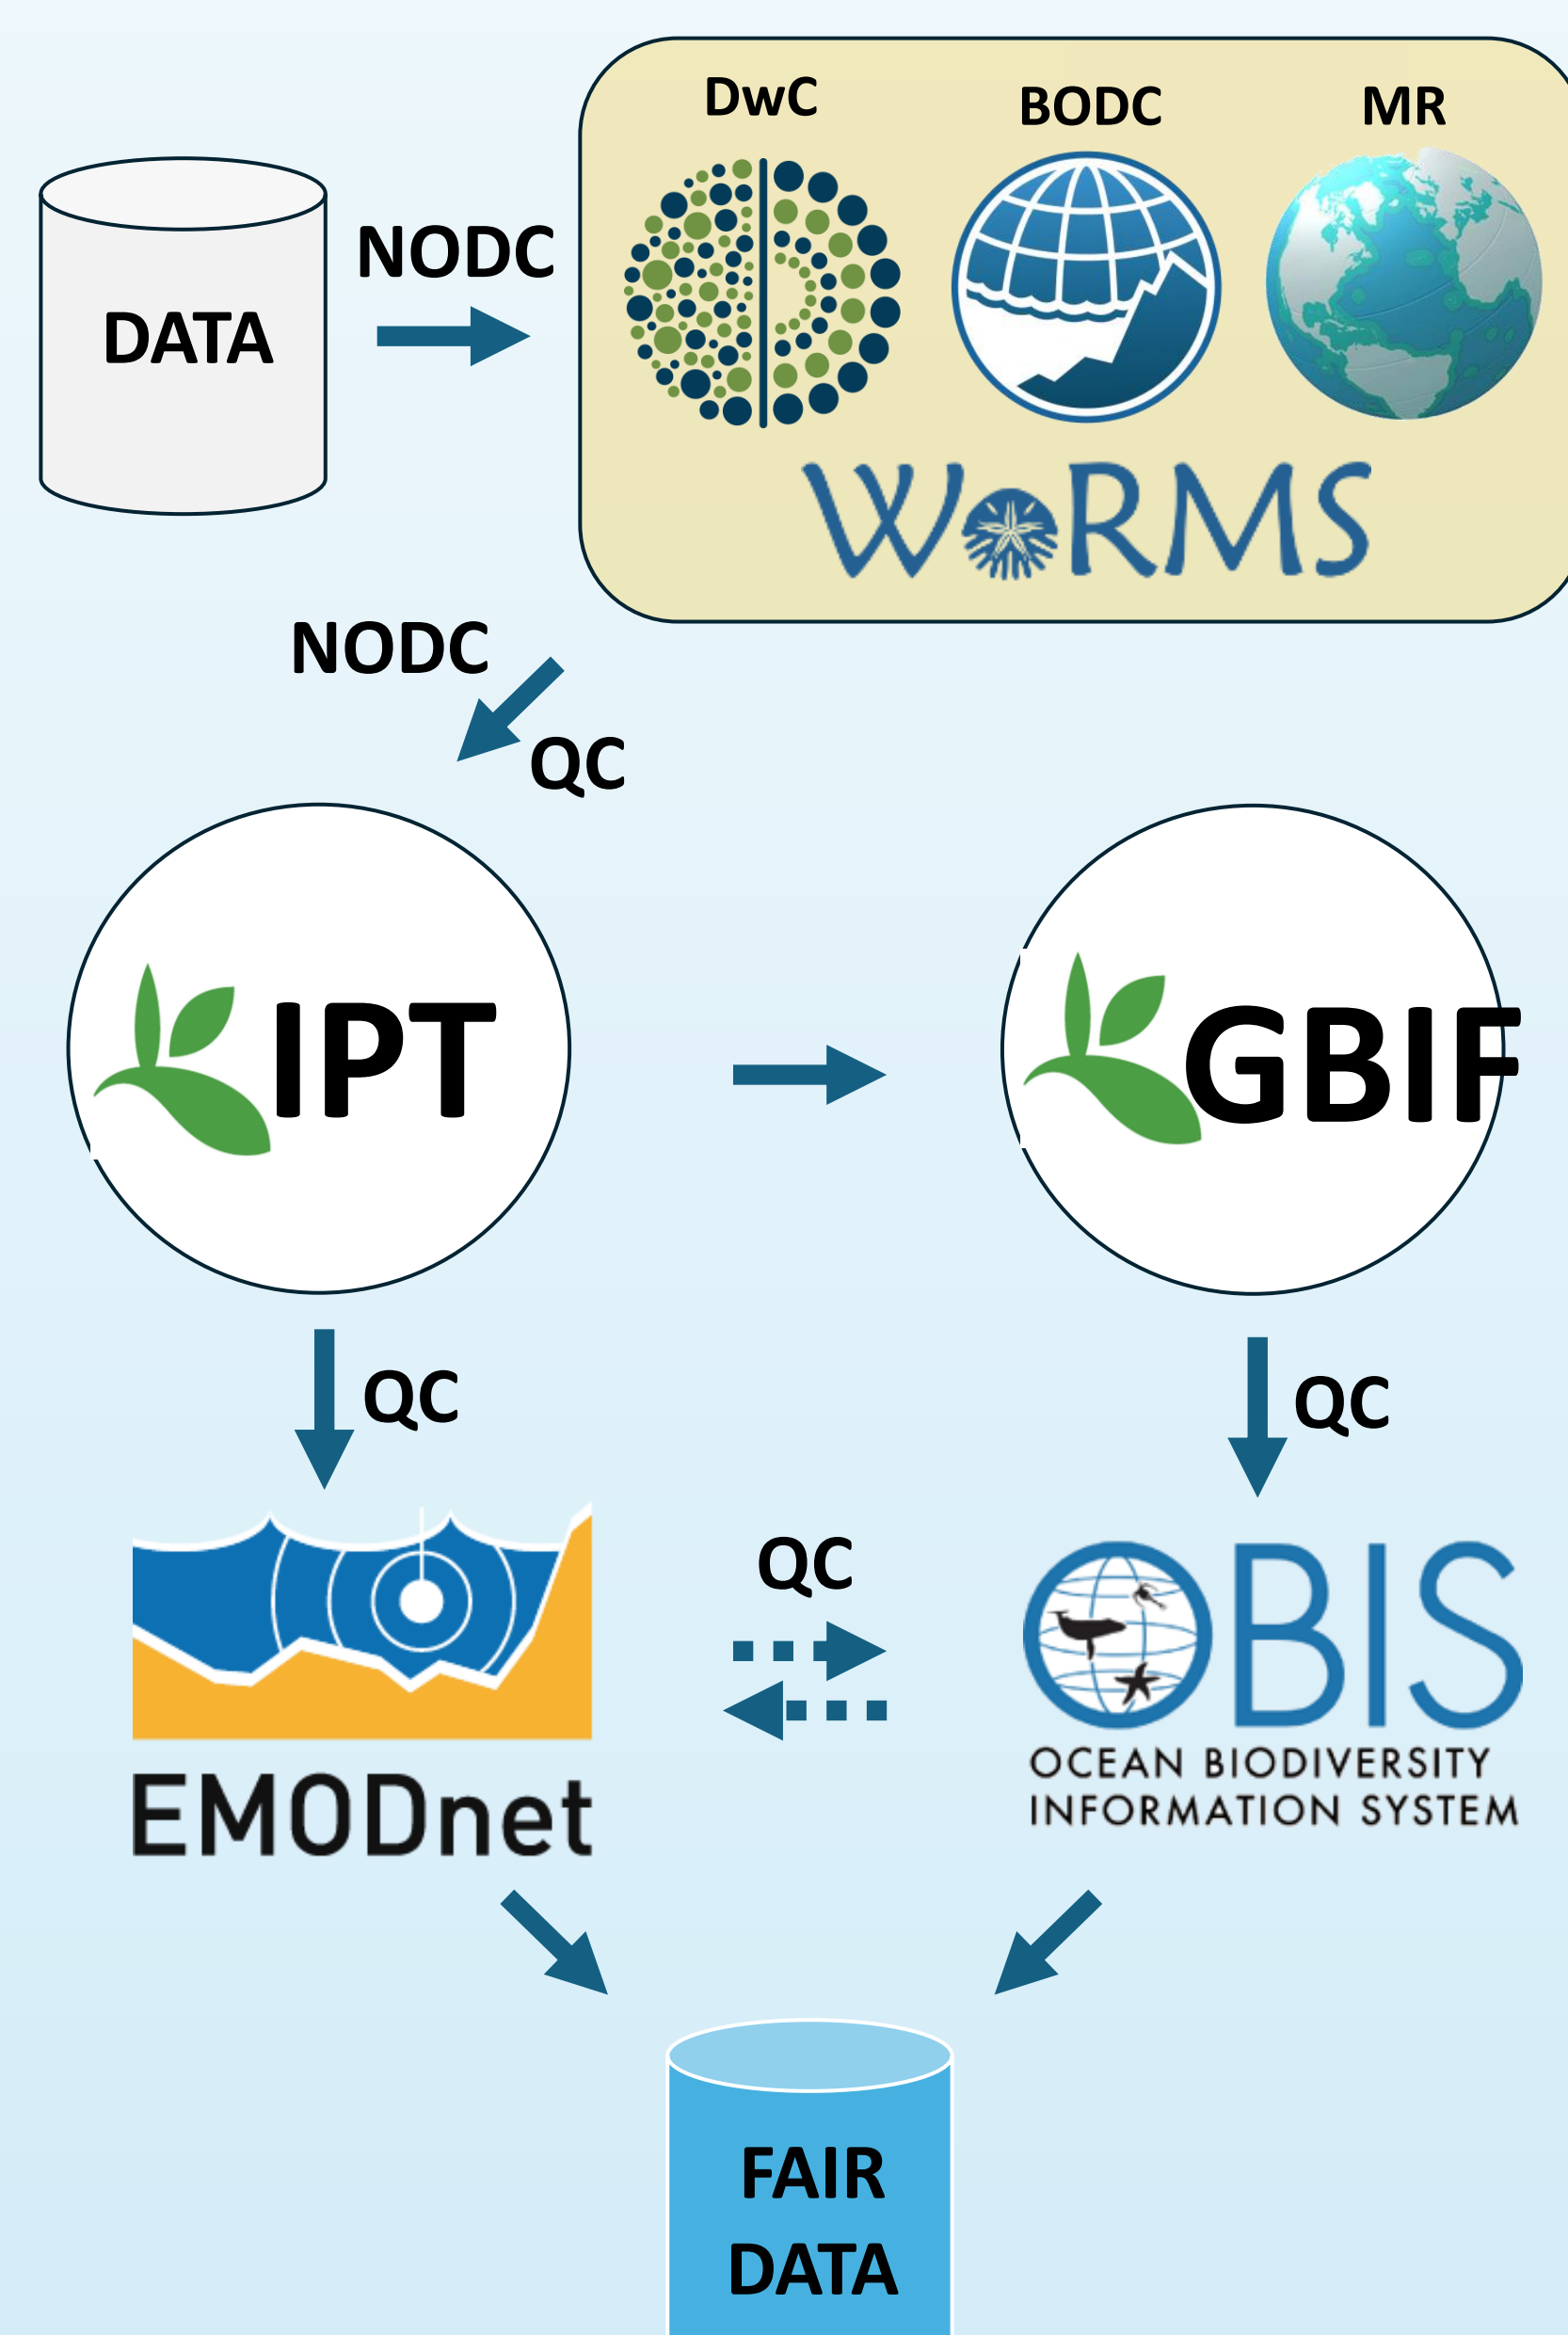 DwC
BODC
MR
NODC
DATA
WoRMS
NODC
QC
IPT
GBIF
QC
QC
QC
EMODnet
OBIS
OCEAN BIODIVERSITY
INFORMATION SYSTEM
FAIR
DATA